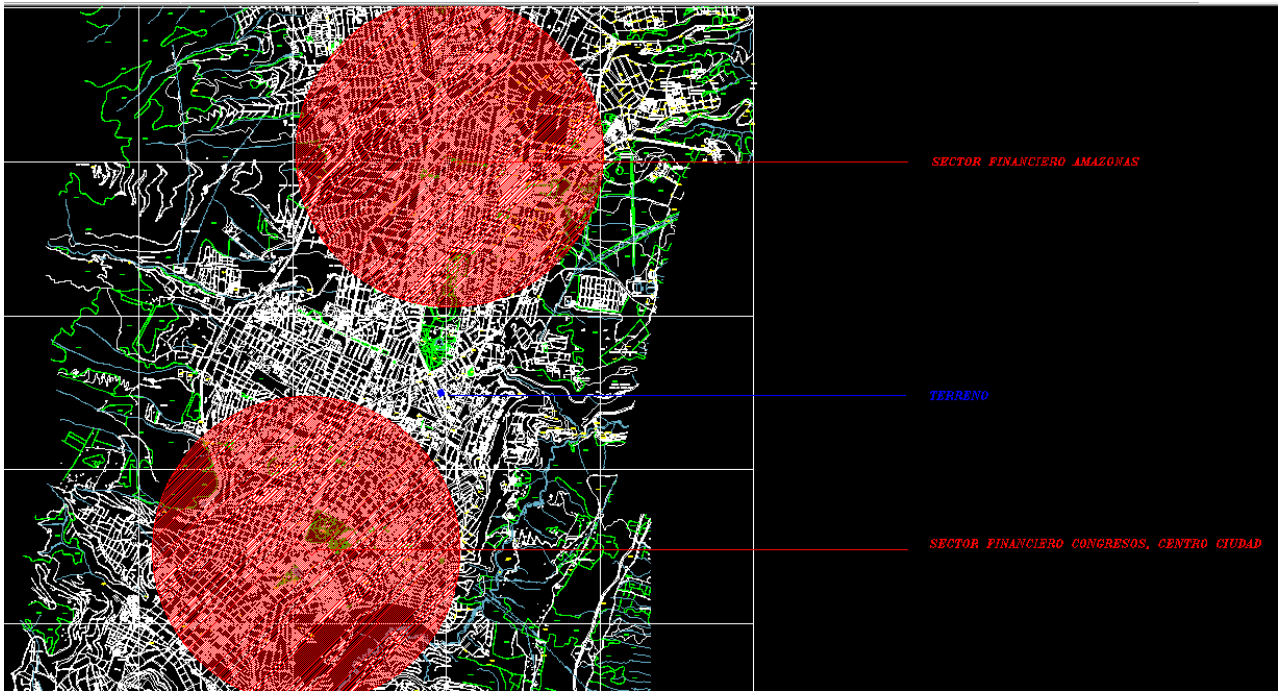 SECTOR FINANCIERO AMAZONAS
TERRENO
SECTOR FINANCIERO CONGRESOS, CENTRO CIUDAD